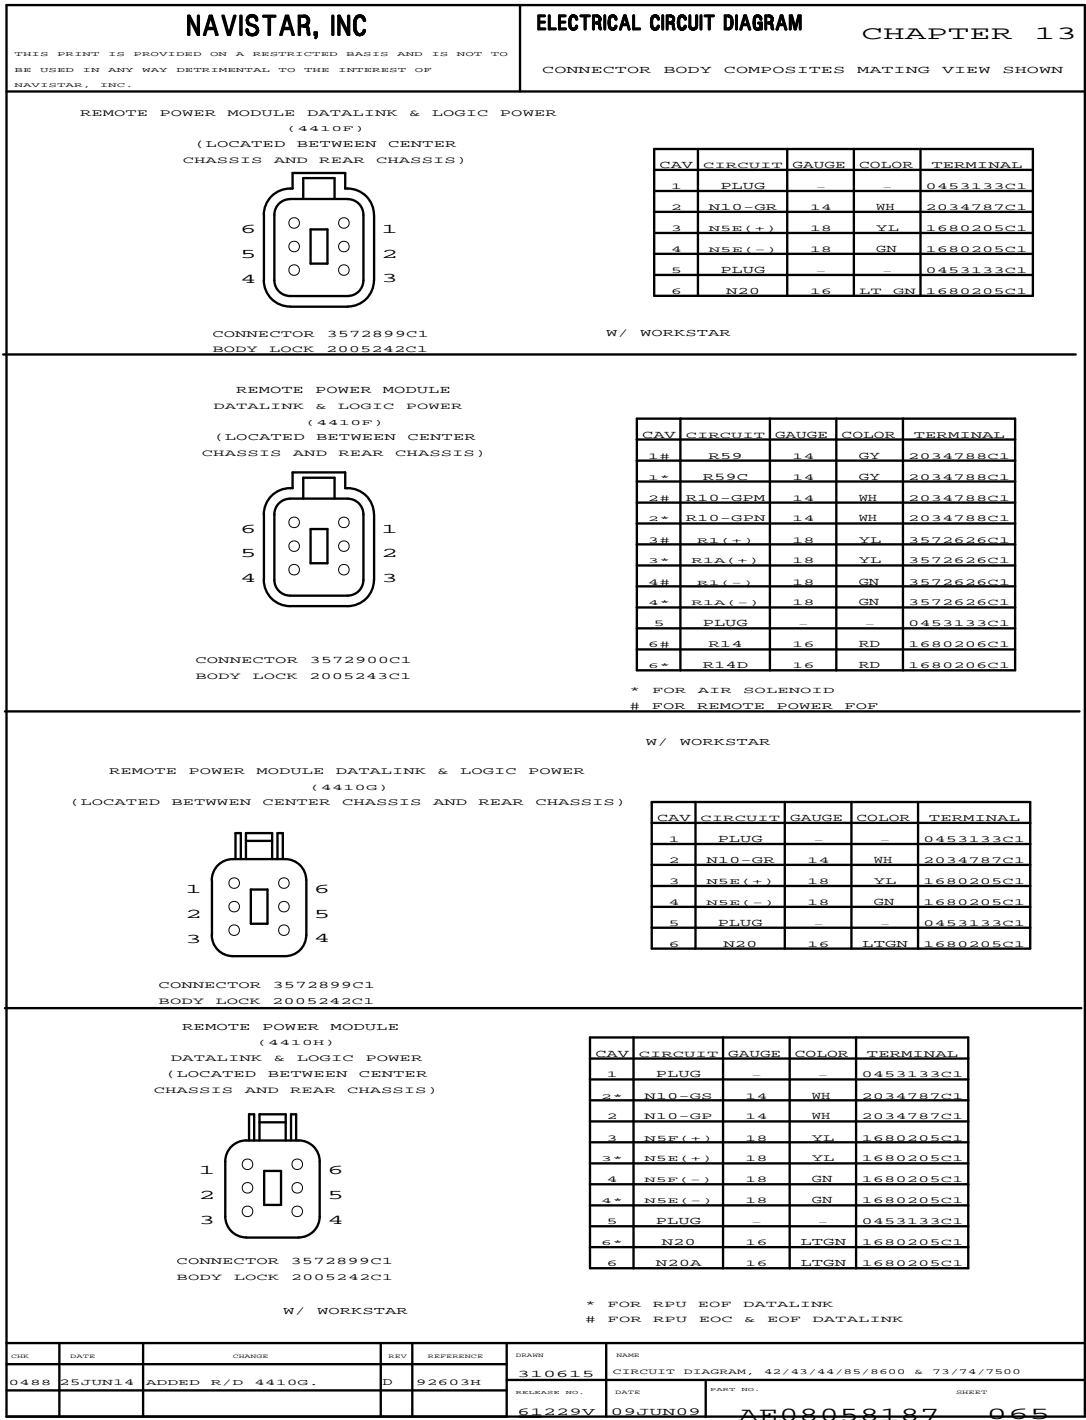 NAVISTAR, INC
THIS PRINT IS PROVIDED ON A RESTRICTED BASIS AND IS NOT TO
BE USED IN ANY WAY DETRIMENTAL TO THE INTEREST OF
NAVISTAR, INC.
ELECTRICAL CIRCUIT DIAGRAM
CHAPTER 13
CONNECTOR BODY COMPOSITES MATING VIEW SHOWN
REMOTE POWER MODULE DATALINK & LOGIC POWER
(4410F)
(LOCATED BETWEEN CENTER
CHASSIS AND REAR CHASSIS)
6 1
5 2
4 3
CONNECTOR 3572899C1
BODY LOCK 2005242C1
CAV CIRCUIT GAUGE COLOR TERMINAL
1 PLUG – – 0453133C1
2 N10-GR 14 WH 2034787C1
3 N5E(+) 18 YL 1680205C1
4 N5E(-) 18 GN 1680205C1
5 PLUG – – 0453133C1
6 N20 16 LT GN 1680205C1
W/ WORKSTAR
REMOTE POWER MODULE
DATALINK & LOGIC POWER
(4410F)
(LOCATED BETWEEN CENTER
CHASSIS AND REAR CHASSIS)
6 1
5 2
4 3
CONNECTOR 3572900C1
BODY LOCK 2005243C1
CAV CIRCUIT GAUGE COLOR TERMINAL
1# R59 14 GY 2034788C1
1* R59C 14 GY 2034788C1
2# R10-GPM 14 WH 2034788C1
2* R10-GPN 14 WH 2034788C1
3# R1(+) 18 YL 3572626C1
3* R1A(+) 18 YL 3572626C1
4# R1(-) 18 GN 3572626C1
4* R1A(-) 18 GN 3572626C1
5 PLUG – – 0453133C1
6# R14 16 RD 1680206C1
6* R14D 16 RD 1680206C1
* FOR AIR SOLENOID
# FOR REMOTE POWER FOF
W/ WORKSTAR
REMOTE POWER MODULE DATALINK & LOGIC POWER
(4410G)
(LOCATED BETWWEN CENTER CHASSIS AND REAR CHASSIS)
1 6
2 5
3 4
CONNECTOR 3572899C1
BODY LOCK 2005242C1
CAV CIRCUIT GAUGE COLOR TERMINAL
1 PLUG – – 0453133C1
2 N10-GR 14 WH 2034787C1
3 N5E(+) 18 YL 1680205C1
4 N5E(-) 18 GN 1680205C1
5 PLUG – – 0453133C1
6 N20 16 LTGN 1680205C1
REMOTE POWER MODULE
(4410H)
DATALINK & LOGIC POWER
(LOCATED BETWEEN CENTER
CHASSIS AND REAR CHASSIS)
1 6
2 5
3 4
CONNECTOR 3572899C1
BODY LOCK 2005242C1
W/ WORKSTAR
CAV CIRCUIT GAUGE COLOR TERMINAL
1 PLUG – – 0453133C1
2* N10-GS 14 WH 2034787C1
2 N10-GP 14 WH 2034787C1
3 N5F(+) 18 YL 1680205C1
3* N5E(+) 18 YL 1680205C1
4 N5F(-) 18 GN 1680205C1
4* N5E(-) 18 GN 1680205C1
5 PLUG – – 0453133C1
6* N20 16 LTGN 1680205C1
6 N20A 16 LTGN 1680205C1
* FOR RPU EOF DATALINK
# FOR RPU EOC & EOF DATALINK
CHK DATE CHANGE REV REFERENCE
0488 25JUN14 ADDED R/D 4410G. D 92603H
DRAWN 310615
NAME CIRCUIT DIAGRAM, 42/43/44/85/8600 & 73/74/7500
RELEASE NO. 61229V
DATE 09JUN09
PART NO. AE08058187
SHEET 065